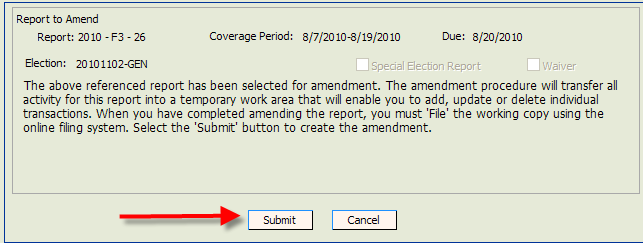 Report to Amend
Report: 2010 - F3 - 26 Coverage Period: 8/7/2010-8/19/2010 Due: 8/20/2010
Election: 20101102-GEN Special Election Report Waiver
The above referenced report has been selected for amendment. The amendment procedure will transfer all
activity for this report into a temporary work area that will enable you to add, update or delete individual
transactions. When you have completed amending the report, you must 'File' the working copy using the
online filing system. Select the 'Submit' button to create the amendment.
Submit Cancel